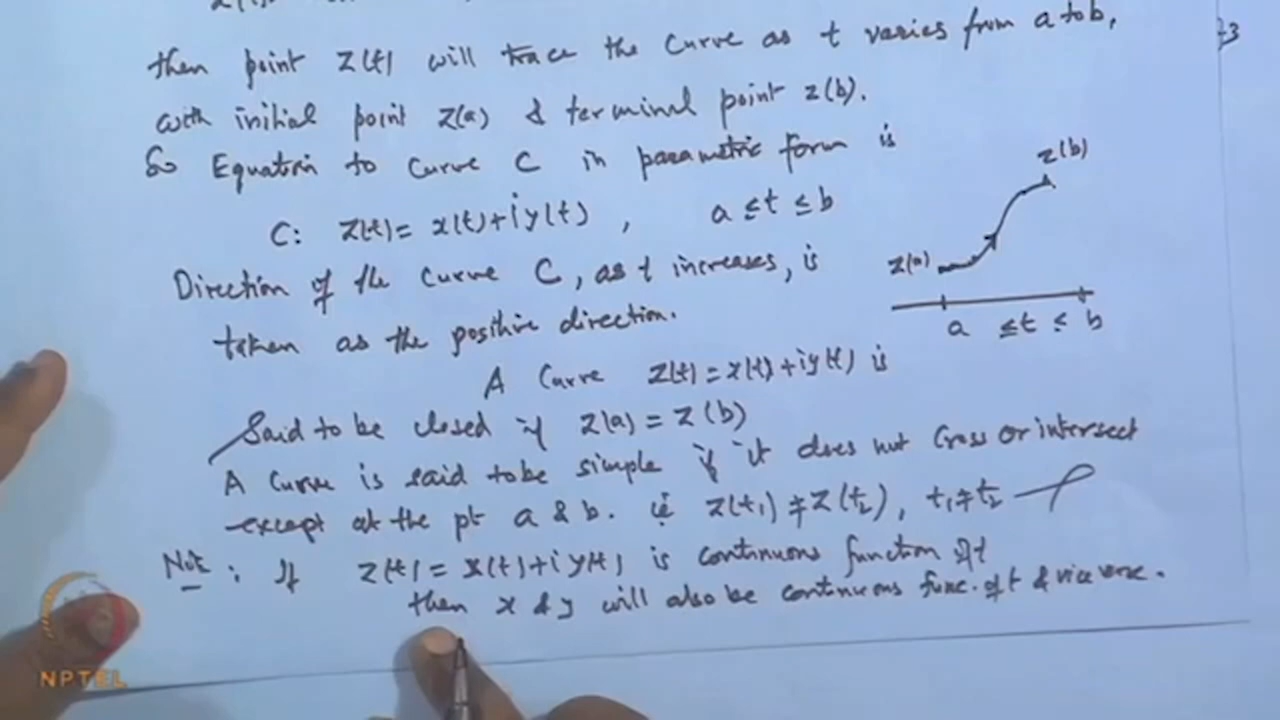 then point z(t) will trace the curve as t varies from a to b,
with initial point z(a) & terminal point z(b).
So Equation to curve C in parametric form is
C: z(t) = x(t)+iy(t) , a ≤ t ≤ b
z(b)
z(a)
a ≤ t ≤ b
Direction of the curve C, as t increases, is
taken as the positive direction.
A Curve z(t) = x(t)+iy(t) is
said to be closed if z(a) = z(b)
A Curve is said to be simple if it does not cross or intersect
except at the pt a & b. ie z(t₁) ≠ z(t₂), t₁ ≠ t₂
Note : If z(t) = x(t)+iy(t) is continuous function of t
then x & y will also be continuous func. of t & vice verse.
NPTEL